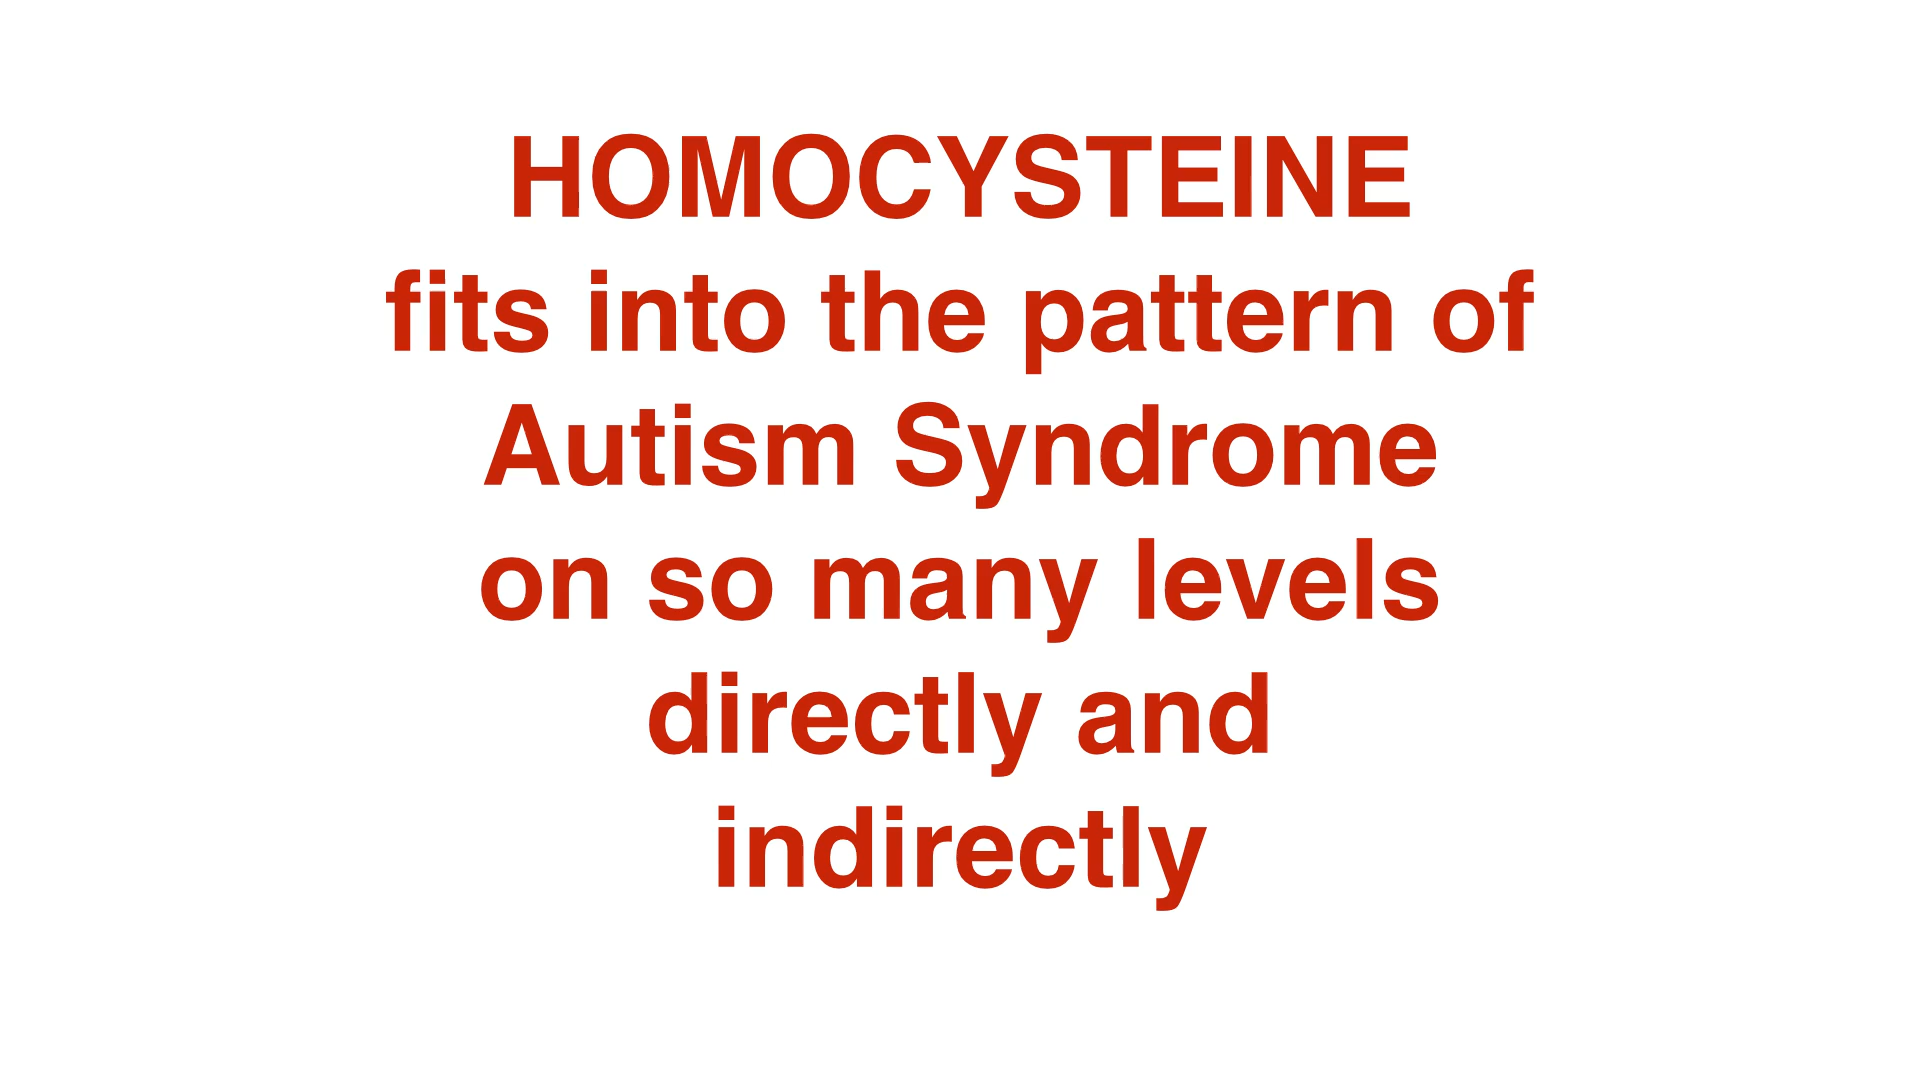 HOMOCYSTEINE
fits into the pattern of
Autism Syndrome
on so many levels
directly and
indirectly